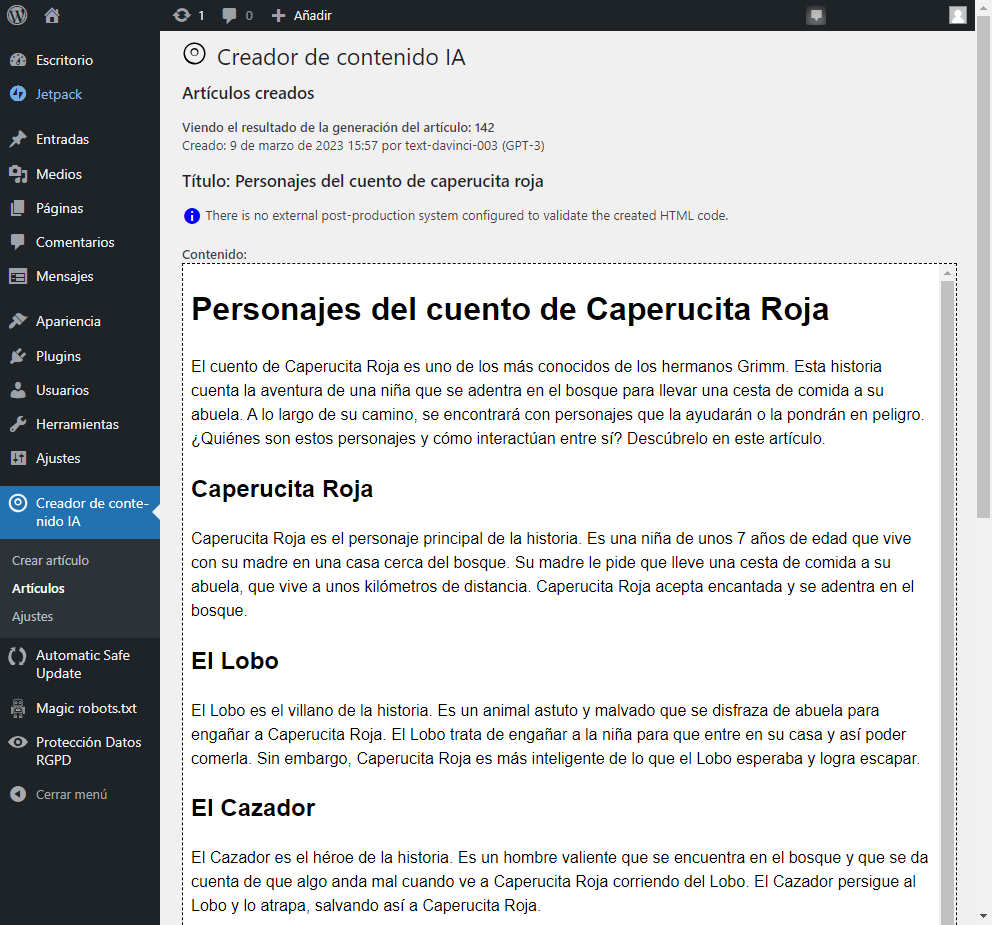 1
0
Añadir
Escritorio
Jetpack
Entradas
Medios
Páginas
Comentarios
Mensajes
Apariencia
Plugins
Usuarios
Herramientas
Ajustes
Creador de conte-
nido IA
Crear artículo
Artículos
Ajustes
Automatic Safe
Update
Magic robots.txt
Protección Datos
RGPD
Cerrar menú
Creador de contenido IA
Artículos creados
Viendo el resultado de la generación del artículo: 142
Creado: 9 de marzo de 2023 15:57 por text-davinci-003 (GPT-3)
Título: Personajes del cuento de caperucita roja
There is no external post-production system configured to validate the created HTML code.
Contenido:
Personajes del cuento de Caperucita Roja
El cuento de Caperucita Roja es uno de los más conocidos de los hermanos Grimm. Esta historia
cuenta la aventura de una niña que se adentra en el bosque para llevar una cesta de comida a su
abuela. A lo largo de su camino, se encontrará con personajes que la ayudarán o la pondrán en peligro.
¿Quiénes son estos personajes y cómo interactúan entre sí? Descúbrelo en este artículo.
Caperucita Roja
Caperucita Roja es el personaje principal de la historia. Es una niña de unos 7 años de edad que vive
con su madre en una casa cerca del bosque. Su madre le pide que lleve una cesta de comida a su
abuela, que vive a unos kilómetros de distancia. Caperucita Roja acepta encantada y se adentra en el
bosque.
El Lobo
El Lobo es el villano de la historia. Es un animal astuto y malvado que se disfraza de abuela para
engañar a Caperucita Roja. El Lobo trata de engañar a la niña para que entre en su casa y así poder
comerla. Sin embargo, Caperucita Roja es más inteligente de lo que el Lobo esperaba y logra escapar.
El Cazador
El Cazador es el héroe de la historia. Es un hombre valiente que se encuentra en el bosque y que se da
cuenta de que algo anda mal cuando ve a Caperucita Roja corriendo del Lobo. El Cazador persigue al
Lobo y lo atrapa, salvando así a Caperucita Roja.